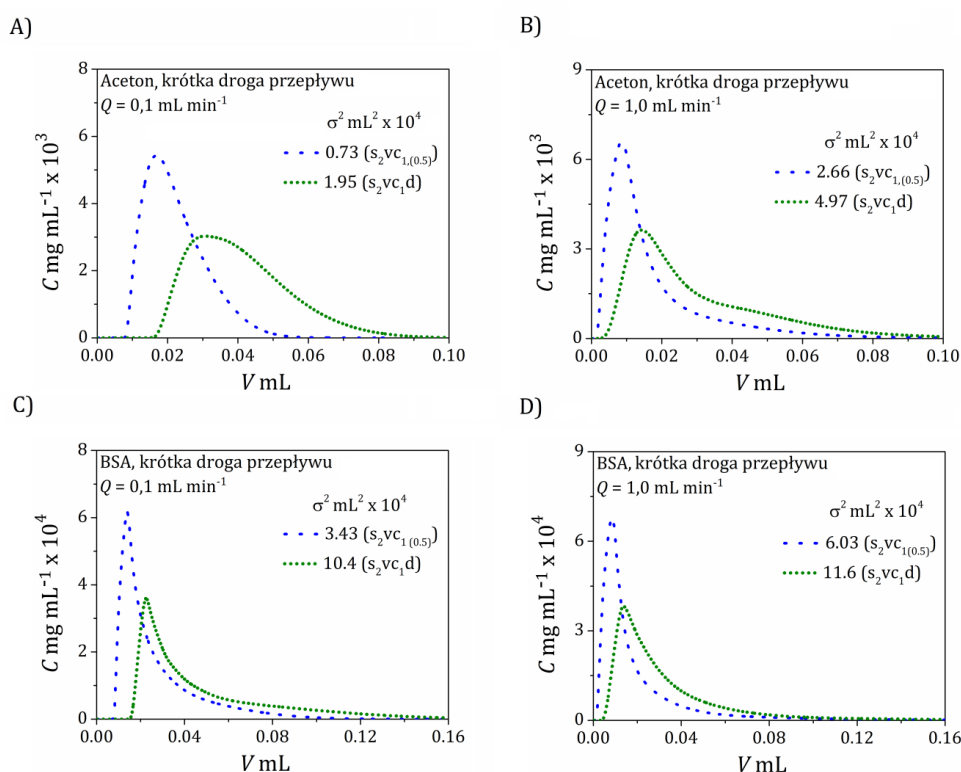 A)
Aceton, krótka droga przepływu
Q = 0,1 mL min⁻¹
σ² mL² x 10⁴
0.73 (s₂vc₁,(0.5))
1.95 (s₂vc₁d)
C mg mL⁻¹ x 10³
8
6
4
2
0
0.00 0.02 0.04 0.06 0.08 0.10
V mL
B)
Aceton, krótka droga przepływu
Q = 1,0 mL min⁻¹
σ² mL² x 10⁴
2.66 (s₂vc₁,(0.5))
4.97 (s₂vc₁d)
C mg mL⁻¹ x 10³
9
6
3
0
0.00 0.02 0.04 0.06 0.08 0.10
V mL
C)
BSA, krótka droga przepływu
Q = 0,1 mL min⁻¹
σ² mL² x 10⁴
3.43 (s₂vc₁(0.5))
10.4 (s₂vc₁d)
C mg mL⁻¹ x 10⁴
8
6
4
2
0
0.00 0.04 0.08 0.12 0.16
V mL
D)
BSA, krótka droga przepływu
Q = 1,0 mL min⁻¹
σ² mL² x 10⁴
6.03 (s₂vc₁(0.5))
11.6 (s₂vc₁d)
C mg mL⁻¹ x 10⁴
9
6
3
0
0.00 0.04 0.08 0.12 0.16
V mL